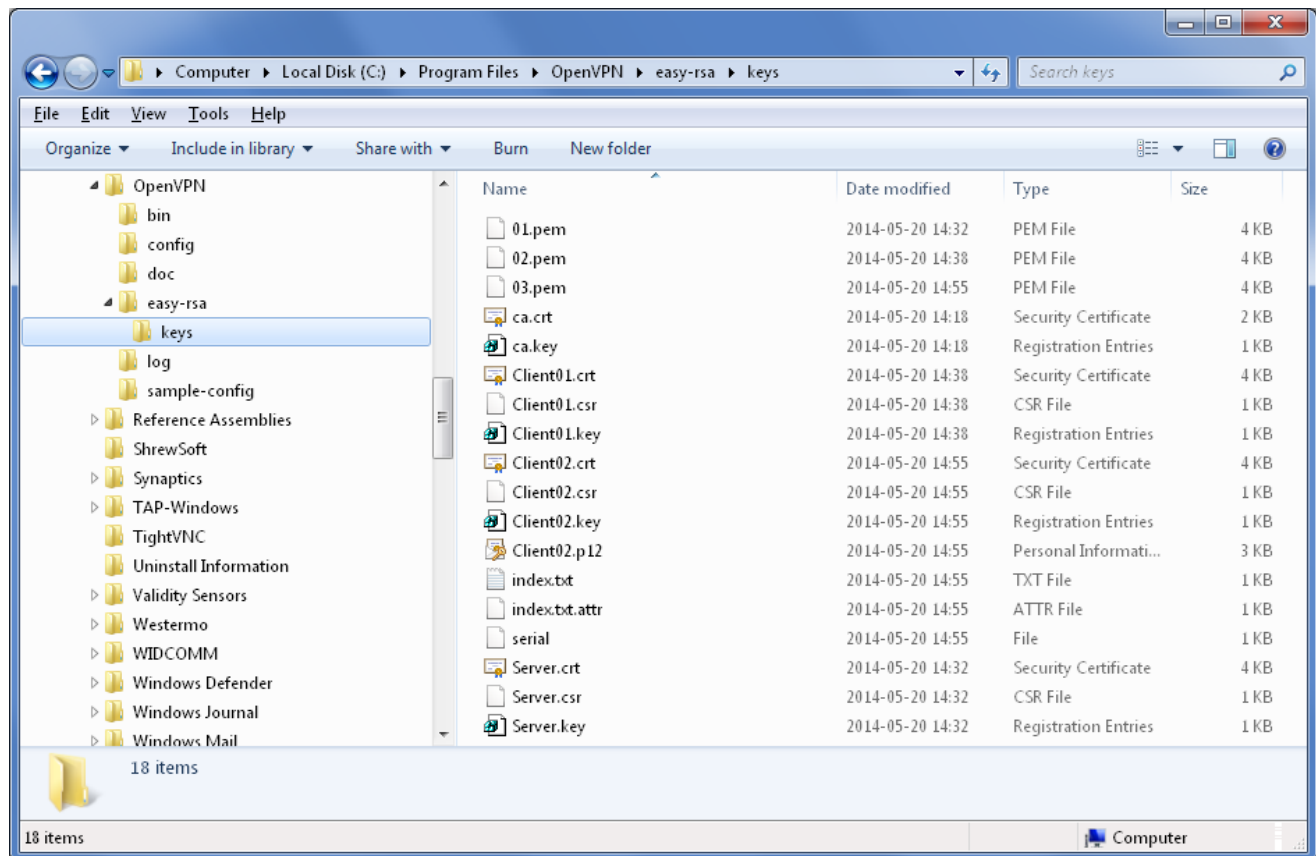 Computer Local Disk (C:) Program Files OpenVPN easy-rsa keys Search keys
File Edit View Tools Help
Organize Include in library Share with Burn New folder
OpenVPN
bin
config
doc
easy-rsa
keys
log
sample-config
Reference Assemblies
ShrewSoft
Synaptics
TAP-Windows
TightVNC
Uninstall Information
Validity Sensors
Westermo
WIDCOMM
Windows Defender
Windows Journal
Windows Mail
Name Date modified Type Size
01.pem 2014-05-20 14:32 PEM File 4 KB
02.pem 2014-05-20 14:38 PEM File 4 KB
03.pem 2014-05-20 14:55 PEM File 4 KB
ca.crt 2014-05-20 14:18 Security Certificate 2 KB
ca.key 2014-05-20 14:18 Registration Entries 1 KB
Client01.crt 2014-05-20 14:38 Security Certificate 4 KB
Client01.csr 2014-05-20 14:38 CSR File 1 KB
Client01.key 2014-05-20 14:38 Registration Entries 1 KB
Client02.crt 2014-05-20 14:55 Security Certificate 4 KB
Client02.csr 2014-05-20 14:55 CSR File 1 KB
Client02.key 2014-05-20 14:55 Registration Entries 1 KB
Client02.p12 2014-05-20 14:55 Personal Informati... 3 KB
index.txt 2014-05-20 14:55 TXT File 1 KB
index.txt.attr 2014-05-20 14:55 ATTR File 1 KB
serial 2014-05-20 14:55 File 1 KB
Server.crt 2014-05-20 14:32 Security Certificate 4 KB
Server.csr 2014-05-20 14:32 CSR File 1 KB
Server.key 2014-05-20 14:32 Registration Entries 1 KB
18 items
18 items Computer